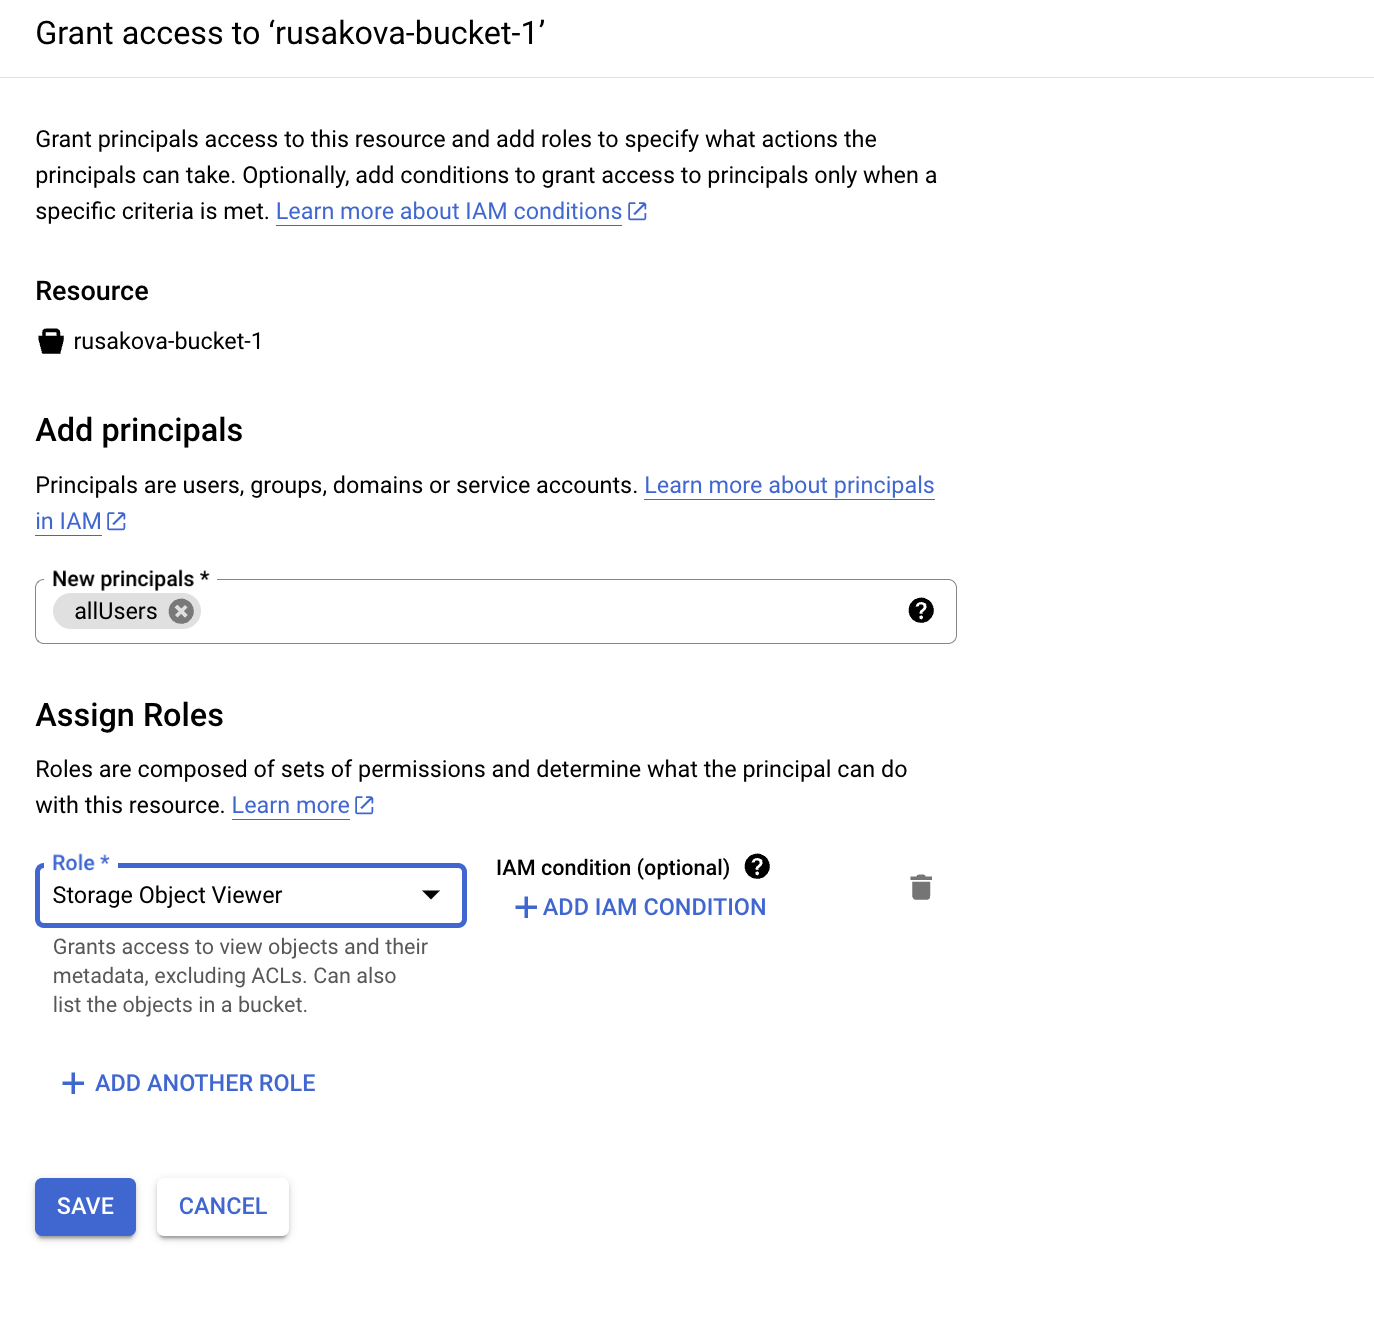 Grant access to ‘rusakova-bucket-1’
Grant principals access to this resource and add roles to specify what actions the
principals can take. Optionally, add conditions to grant access to principals only when a
specific criteria is met. Learn more about IAM conditions
Resource
rusakova-bucket-1
Add principals
Principals are users, groups, domains or service accounts. Learn more about principals
in IAM
New principals *
allUsers
Assign Roles
Roles are composed of sets of permissions and determine what the principal can do
with this resource. Learn more
Role *
Storage Object Viewer
Grants access to view objects and their
metadata, excluding ACLs. Can also
list the objects in a bucket.
IAM condition (optional)
+ ADD IAM CONDITION
+ ADD ANOTHER ROLE
SAVE CANCEL